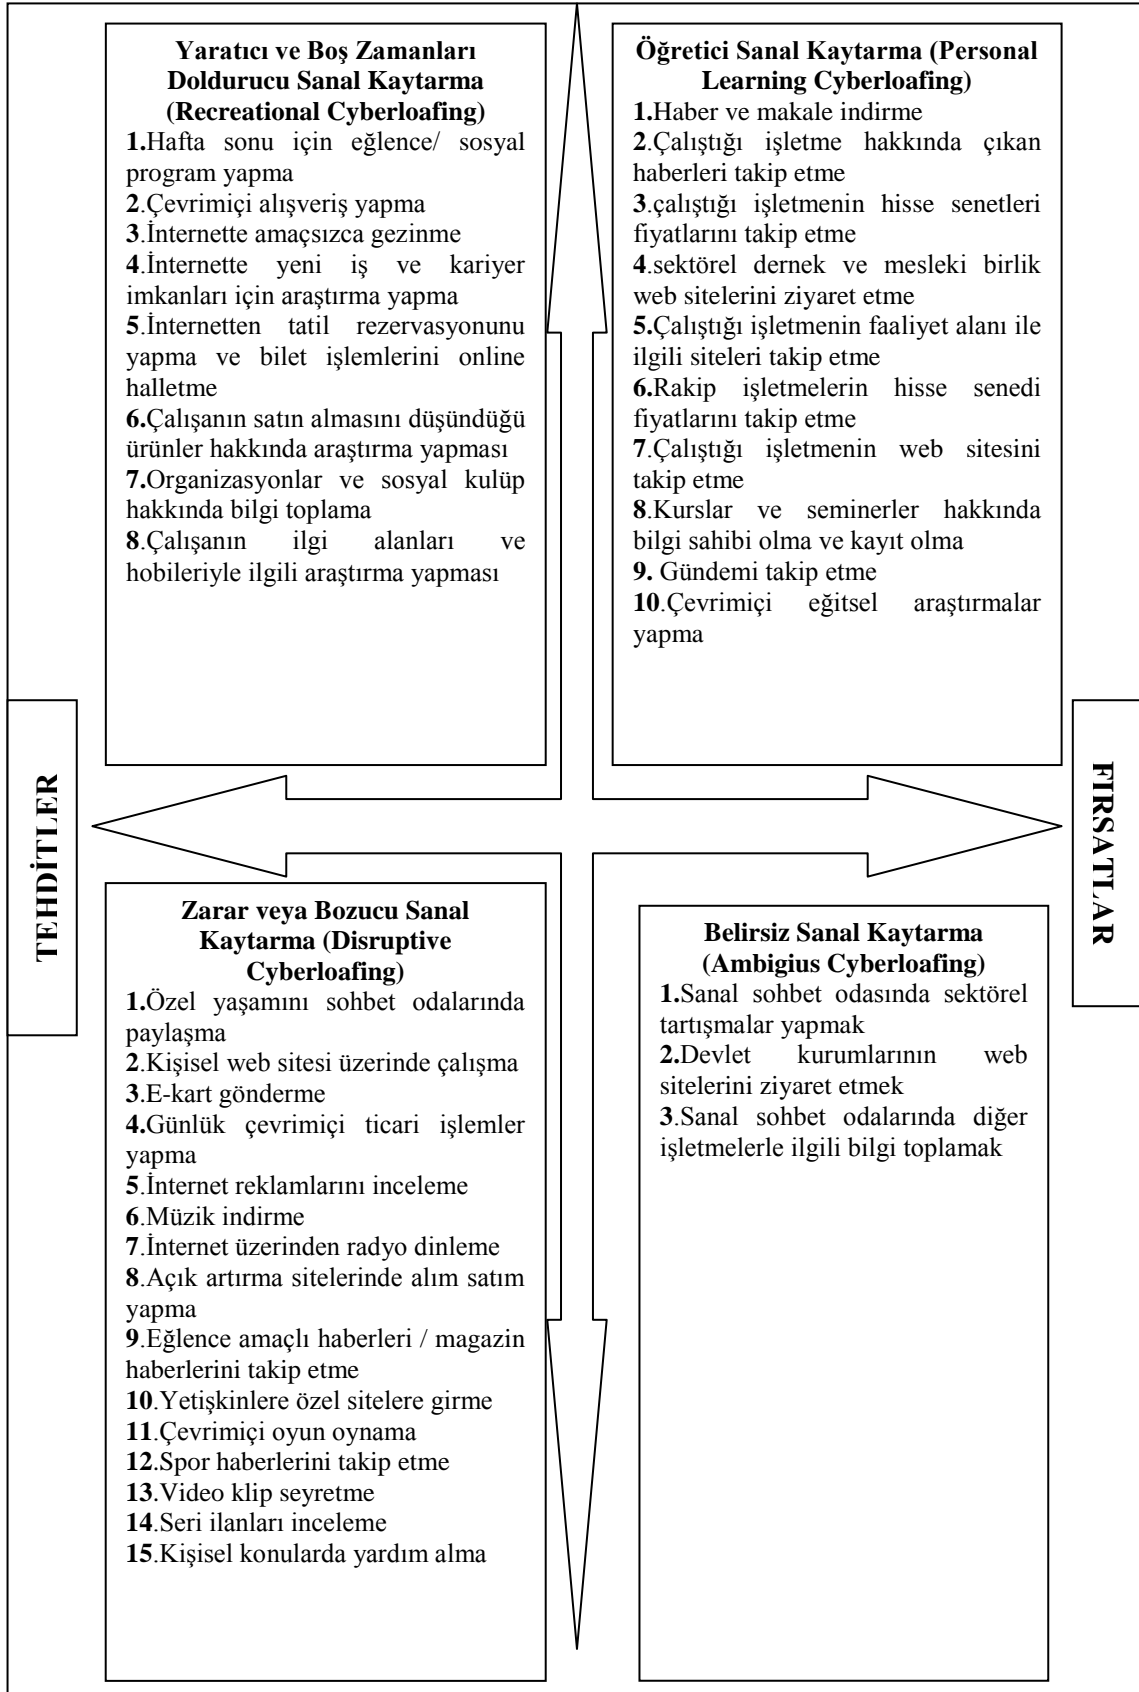 Yaratıcı ve Boş Zamanları
Doldurucu Sanal Kaytarma
(Recreational Cyberloafing)
1.Hafta sonu için eğlence/ sosyal
program yapma
2.Çevrimiçi alışveriş yapma
3.İnternette amaçsızca gezinme
4.İnternette yeni iş ve kariyer
imkanları için araştırma yapma
5.İnternetten tatil rezervasyonunu
yapma ve bilet işlemlerini online
halletme
6.Çalışanın satın almasını düşündüğü
ürünler hakkında araştırma yapması
7.Organizasyonlar ve sosyal kulüp
hakkında bilgi toplama
8.Çalışanın ilgi alanları ve
hobileriyle ilgili araştırma yapması
Öğretici Sanal Kaytarma (Personal
Learning Cyberloafing)
1.Haber ve makale indirme
2.Çalıştığı işletme hakkında çıkan
haberleri takip etme
3.çalıştığı işletmenin hisse senetleri
fiyatlarını takip etme
4.sektörel dernek ve mesleki birlik
web sitelerini ziyaret etme
5.Çalıştığı işletmenin faaliyet alanı ile
ilgili siteleri takip etme
6.Rakip işletmelerin hisse senedi
fiyatlarını takip etme
7.Çalıştığı işletmenin web sitesini
takip etme
8.Kurslar ve seminerler hakkında
bilgi sahibi olma ve kayıt olma
9. Gündemi takip etme
10.Çevrimiçi eğitsel araştırmalar
yapma
TEHDİTLER
FIRSATLAR
Zarar veya Bozucu Sanal
Kaytarma (Disruptive
Cyberloafing)
1.Özel yaşamını sohbet odalarında
paylaşma
2.Kişisel web sitesi üzerinde çalışma
3.E-kart gönderme
4.Günlük çevrimiçi ticari işlemler
yapma
5.İnternet reklamlarını inceleme
6.Müzik indirme
7.İnternet üzerinden radyo dinleme
8.Açık artırma sitelerinde alım satım
yapma
9.Eğlence amaçlı haberleri / magazin
haberlerini takip etme
10.Yetişkinlere özel sitelere girme
11.Çevrimiçi oyun oynama
12.Spor haberlerini takip etme
13.Video klip seyretme
14.Seri ilanları inceleme
15.Kişisel konularda yardım alma
Belirsiz Sanal Kaytarma
(Ambigius Cyberloafing)
1.Sanal sohbet odasında sektörel
tartışmalar yapmak
2.Devlet kurumlarının web
sitelerini ziyaret etmek
3.Sanal sohbet odalarında diğer
işletmelerle ilgili bilgi toplamak